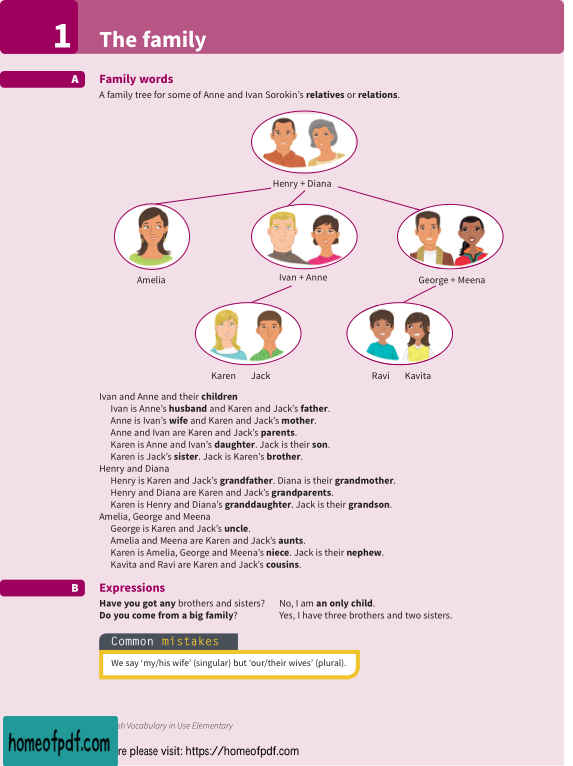 1
The family
A
Family words
A family tree for some of Anne and Ivan Sorokin's relatives or relations.
Henry + Diana
Amelia
Ivan + Anne
George + Meena
Karen Jack
Ravi Kavita
Ivan and Anne and their children
Ivan is Anne's husband and Karen and Jack's father.
Anne is Ivan's wife and Karen and Jack's mother.
Anne and Ivan are Karen and Jack's parents.
Karen is Anne and Ivan's daughter. Jack is their son.
Karen is Jack's sister. Jack is Karen's brother.
Henry and Diana
Henry is Karen and Jack's grandfather. Diana is their grandmother.
Henry and Diana are Karen and Jack's grandparents.
Karen is Henry and Diana's granddaughter. Jack is their grandson.
Amelia, George and Meena
George is Karen and Jack's uncle.
Amelia and Meena are Karen and Jack's aunts.
Karen is Amelia, George and Meena's niece. Jack is their nephew.
Kavita and Ravi are Karen and Jack's cousins.
B
Expressions
Have you got any brothers and sisters? No, I am an only child.
Do you come from a big family? Yes, I have three brothers and two sisters.
Common mistakes
We say 'my/his wife' (singular) but 'our/their wives' (plural).
sh Vocabulary in Use Elementary
homeofpdf.com
re please visit: https://homeofpdf.com